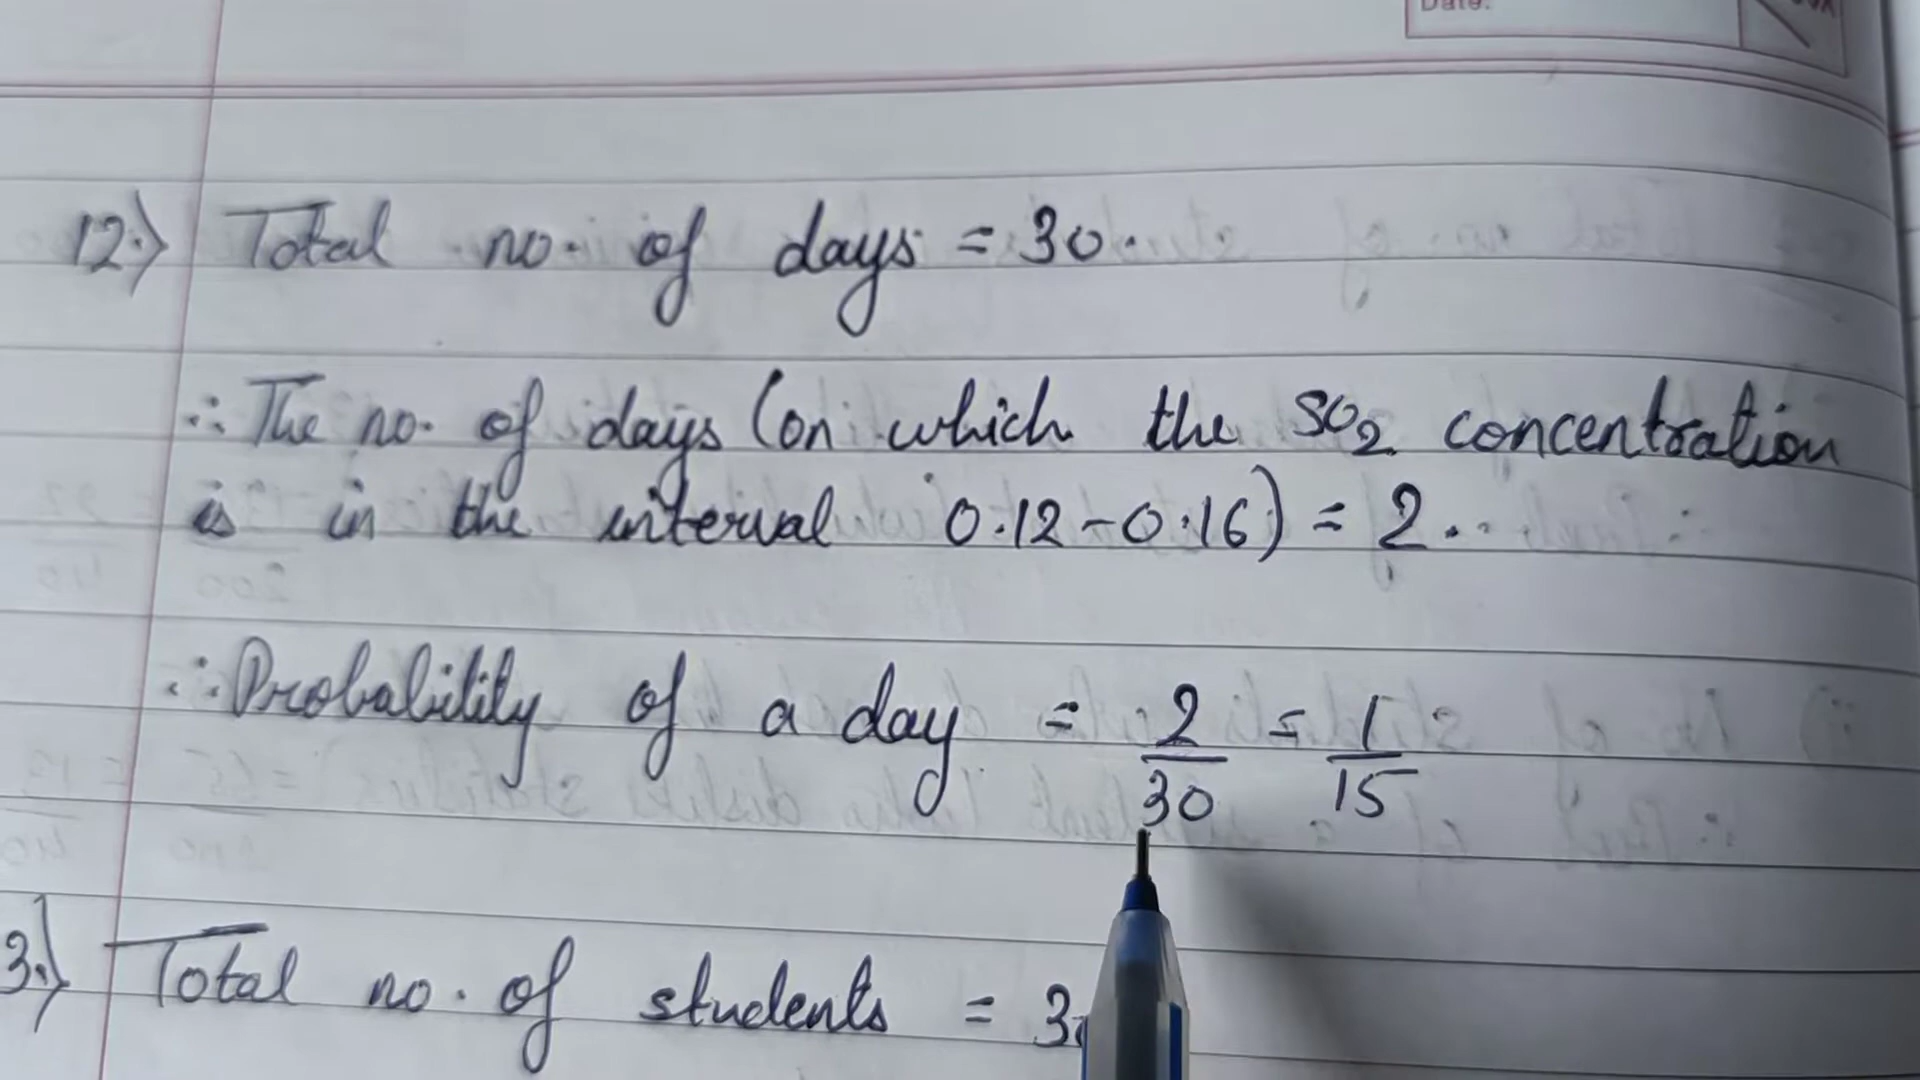 Date:
12.) Total no. of days = 30.
∴ The no. of days (on which the SO₂ concentration
is in the interval 0.12-0.16) = 2.
∴ Probability of a day = 2/30 = 1/15
3.) Total no. of students =